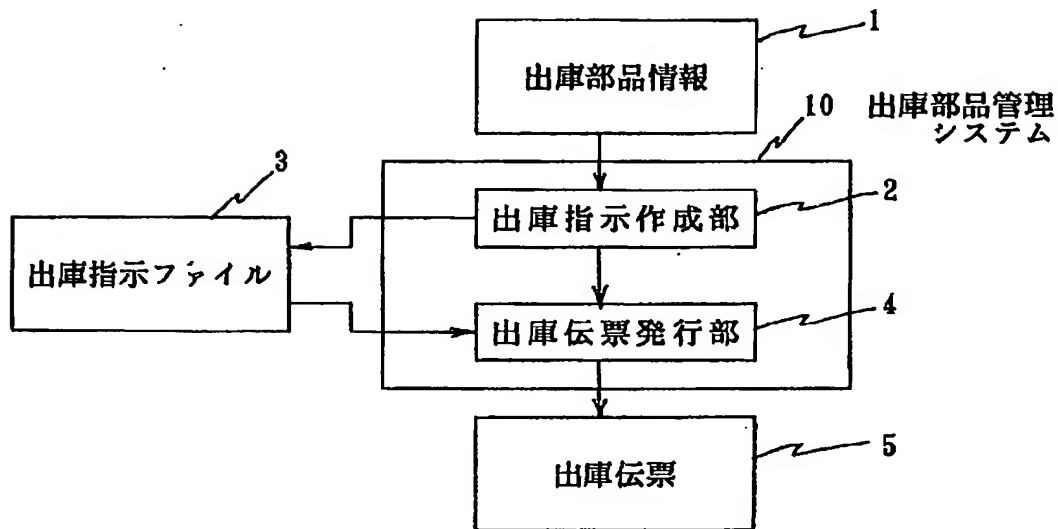 1
出庫部品情報
10 出庫部品管理
システム
3
2
出庫指示作成部
出庫指示ファイル
4
出庫伝票発行部
5
出庫伝票